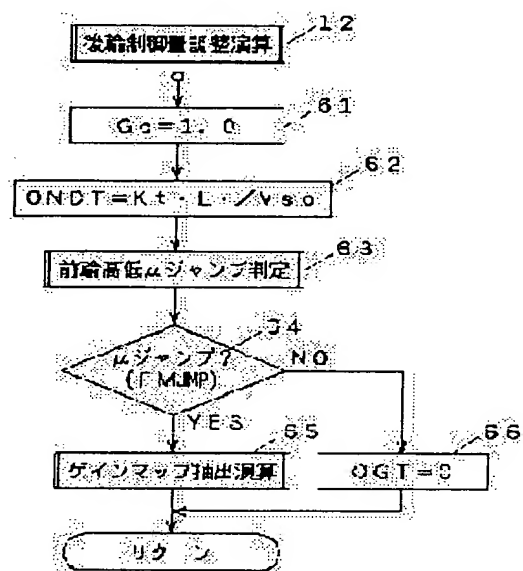 後輪制御量調整演算
12
Gc=1. 0
61
ONDT=Kt・L・/Vso
62
前輪高低μジャンプ判定
63
μジャンプ?
(FMJMP)
64
NO
YES
ゲインマップ抽出演算
65
OGT=0
66
リターン